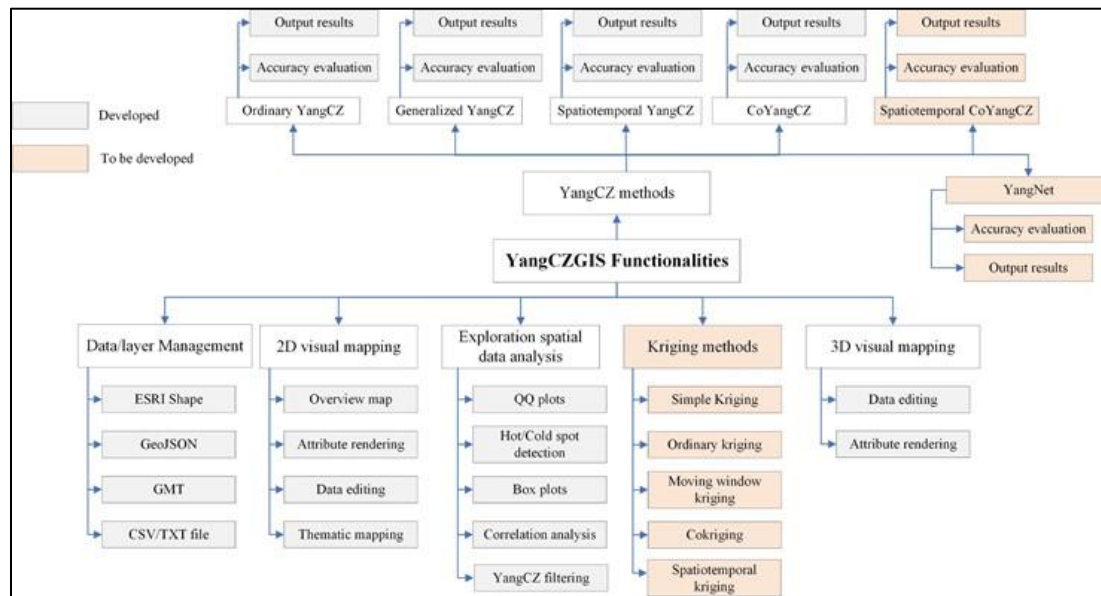 Output results
Output results
Output results
Output results
Output results
Accuracy evaluation
Accuracy evaluation
Accuracy evaluation
Accuracy evaluation
Accuracy evaluation
Ordinary YangCZ
Generalized YangCZ
Spatiotemporal YangCZ
CoYangCZ
Spatiotemporal CoYangCZ
Developed
To be developed
YangCZ methods
YangNet
Accuracy evaluation
Output results
YangCZGIS Functionalities
Data/layer Management
ESRI Shape
GeoJSON
GMT
CSV/TXT file
2D visual mapping
Overview map
Attribute rendering
Data editing
Thematic mapping
Exploration spatial
data analysis
QQ plots
Hot/Cold spot
detection
Box plots
Correlation analysis
YangCZ filtering
Kriging methods
Simple Kriging
Ordinary kriging
Moving window
kriging
Cokriging
Spatiotemporal
kriging
3D visual mapping
Data editing
Attribute rendering